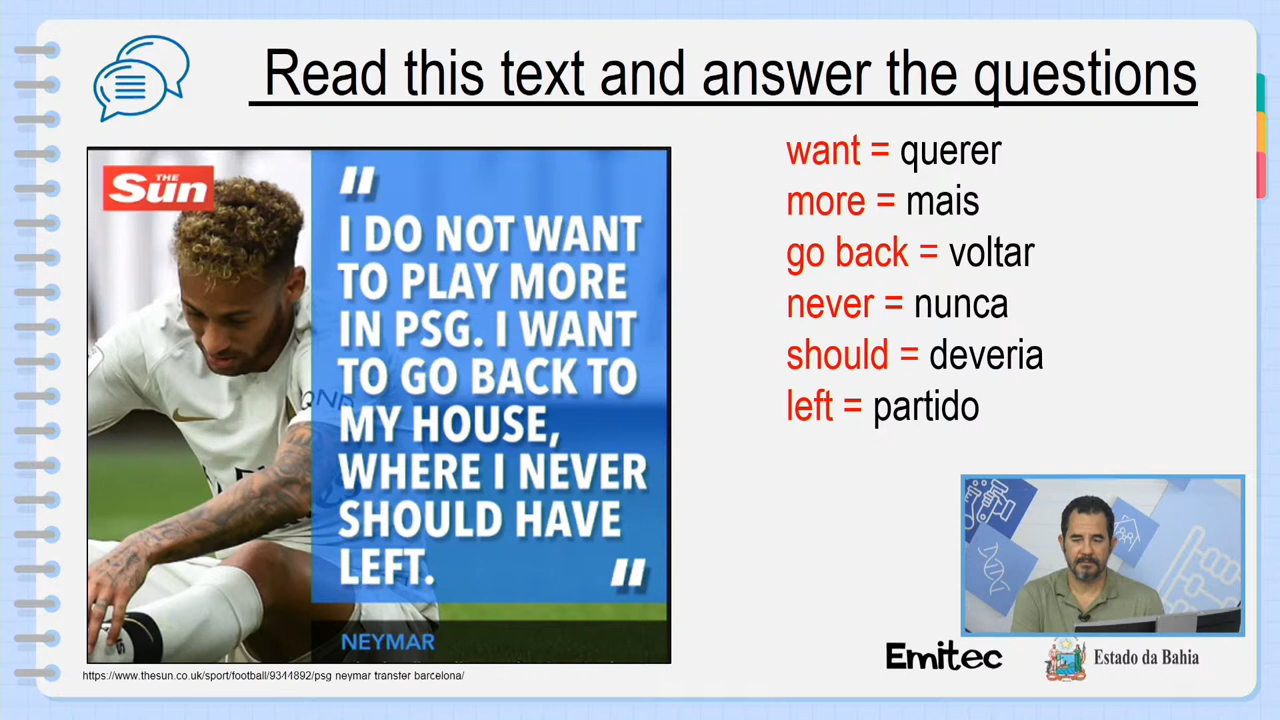 Read this text and answer the questions
THE
Sun
"
I DO NOT WANT
TO PLAY MORE
IN PSG. I WANT
TO GO BACK TO
MY HOUSE,
WHERE I NEVER
SHOULD HAVE
LEFT.
"
NEYMAR
https://www.thesun.co.uk/sport/football/9344892/psg neymar transter barcelona/
want = querer
more = mais
go back = voltar
never = nunca
should = deveria
left = partido
Emitec
Estado da Bahia